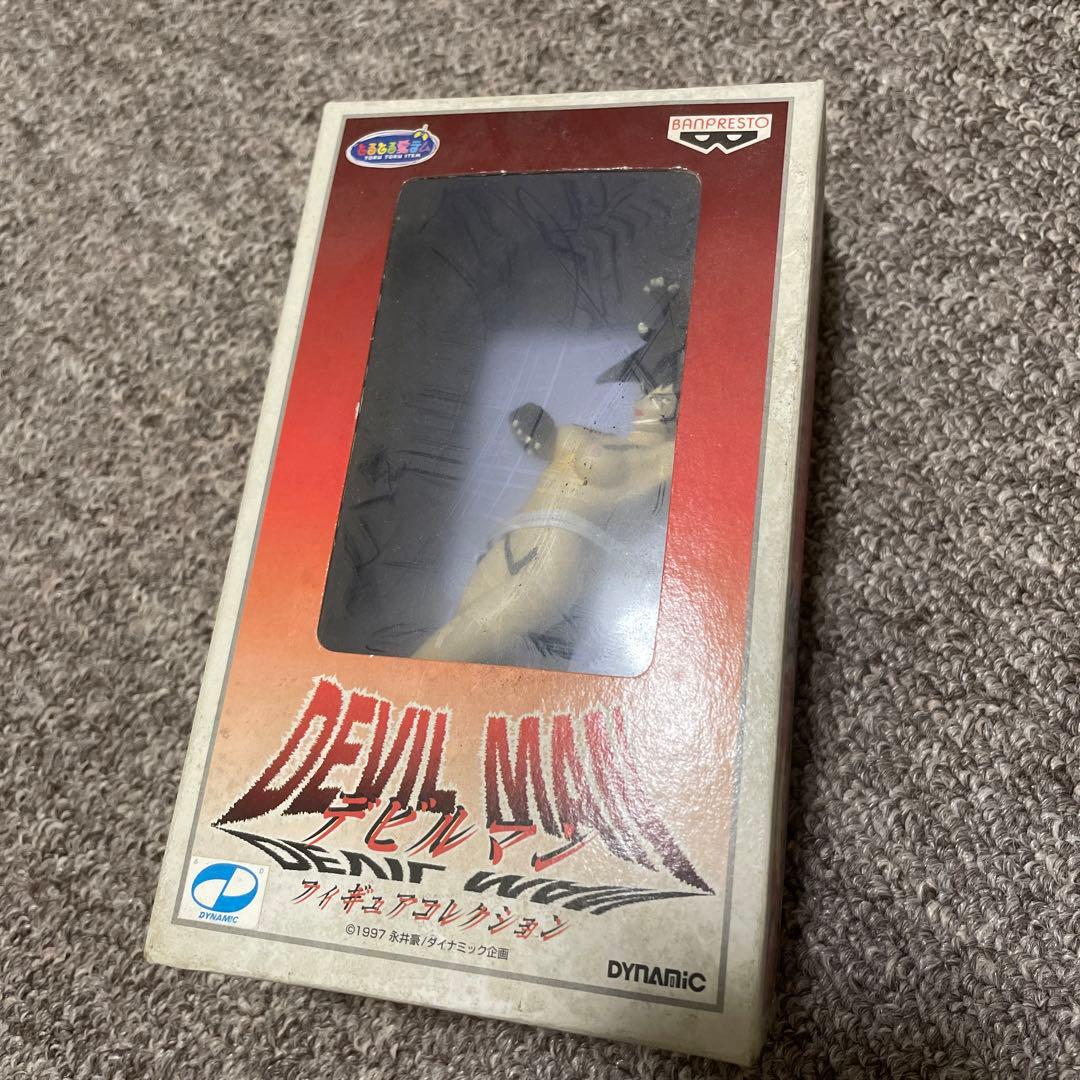 とるとる愛テム
TORU TORU ITEM
BANPRESTO
DEVIL MAN
デビルマン
DEVIL MAN
フィギュアコレクション
DYNAMIC
©1997 永井豪/ダイナミック企画
DYNAMiC